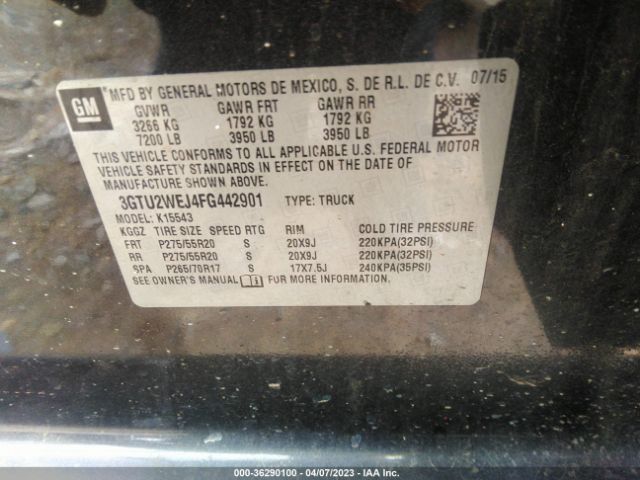 GM
*MFD BY GENERAL MOTORS DE MEXICO, S. DE R.L. DE C.V. 07/15
GVWR GAWR FRT GAWR RR
3266 KG 1792 KG 1792 KG
7200 LB 3950 LB 3950 LB
THIS VEHICLE CONFORMS TO ALL APPLICABLE U.S. FEDERAL MOTOR
VEHICLE SAFETY STANDARDS IN EFFECT ON THE DATE OF
MANUFACTURE SHOWN ABOVE.
3GTU2WEJ4FG442901 TYPE: TRUCK
MODEL: K15543
KGGZ TIRE SIZE SPEED RTG RIM COLD TIRE PRESSURE
FRT P275/55R20 S 20X9J 220KPA(32PSI)
RR P275/55R20 S 20X9J 220KPA(32PSI)
SPA P265/70R17 S 17X7.5J 240KPA(35PSI)
SEE OWNER'S MANUAL FOR MORE INFORMATION.
000-36290100 - 04/07/2023 - IAA Inc.